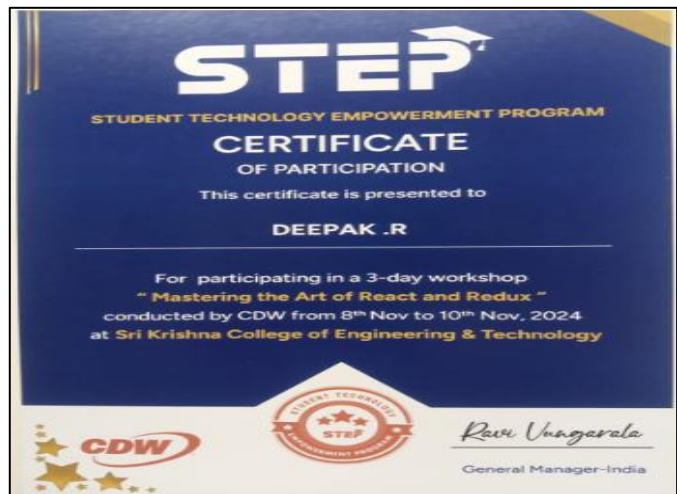 STEP
STUDENT TECHNOLOGY EMPOWERMENT PROGRAM
CERTIFICATE
OF PARTICIPATION
This certificate is presented to
DEEPAK .R
For participating in a 3-day workshop
" Mastering the Art of React and Redux "
conducted by CDW from 8th Nov to 10th Nov, 2024
at Sri Krishna College of Engineering & Technology
CDW
STUDENT TECHNOLOGY
STEP
EMPOWERMENT PROGRAM
Ravi Vungarala
General Manager-India